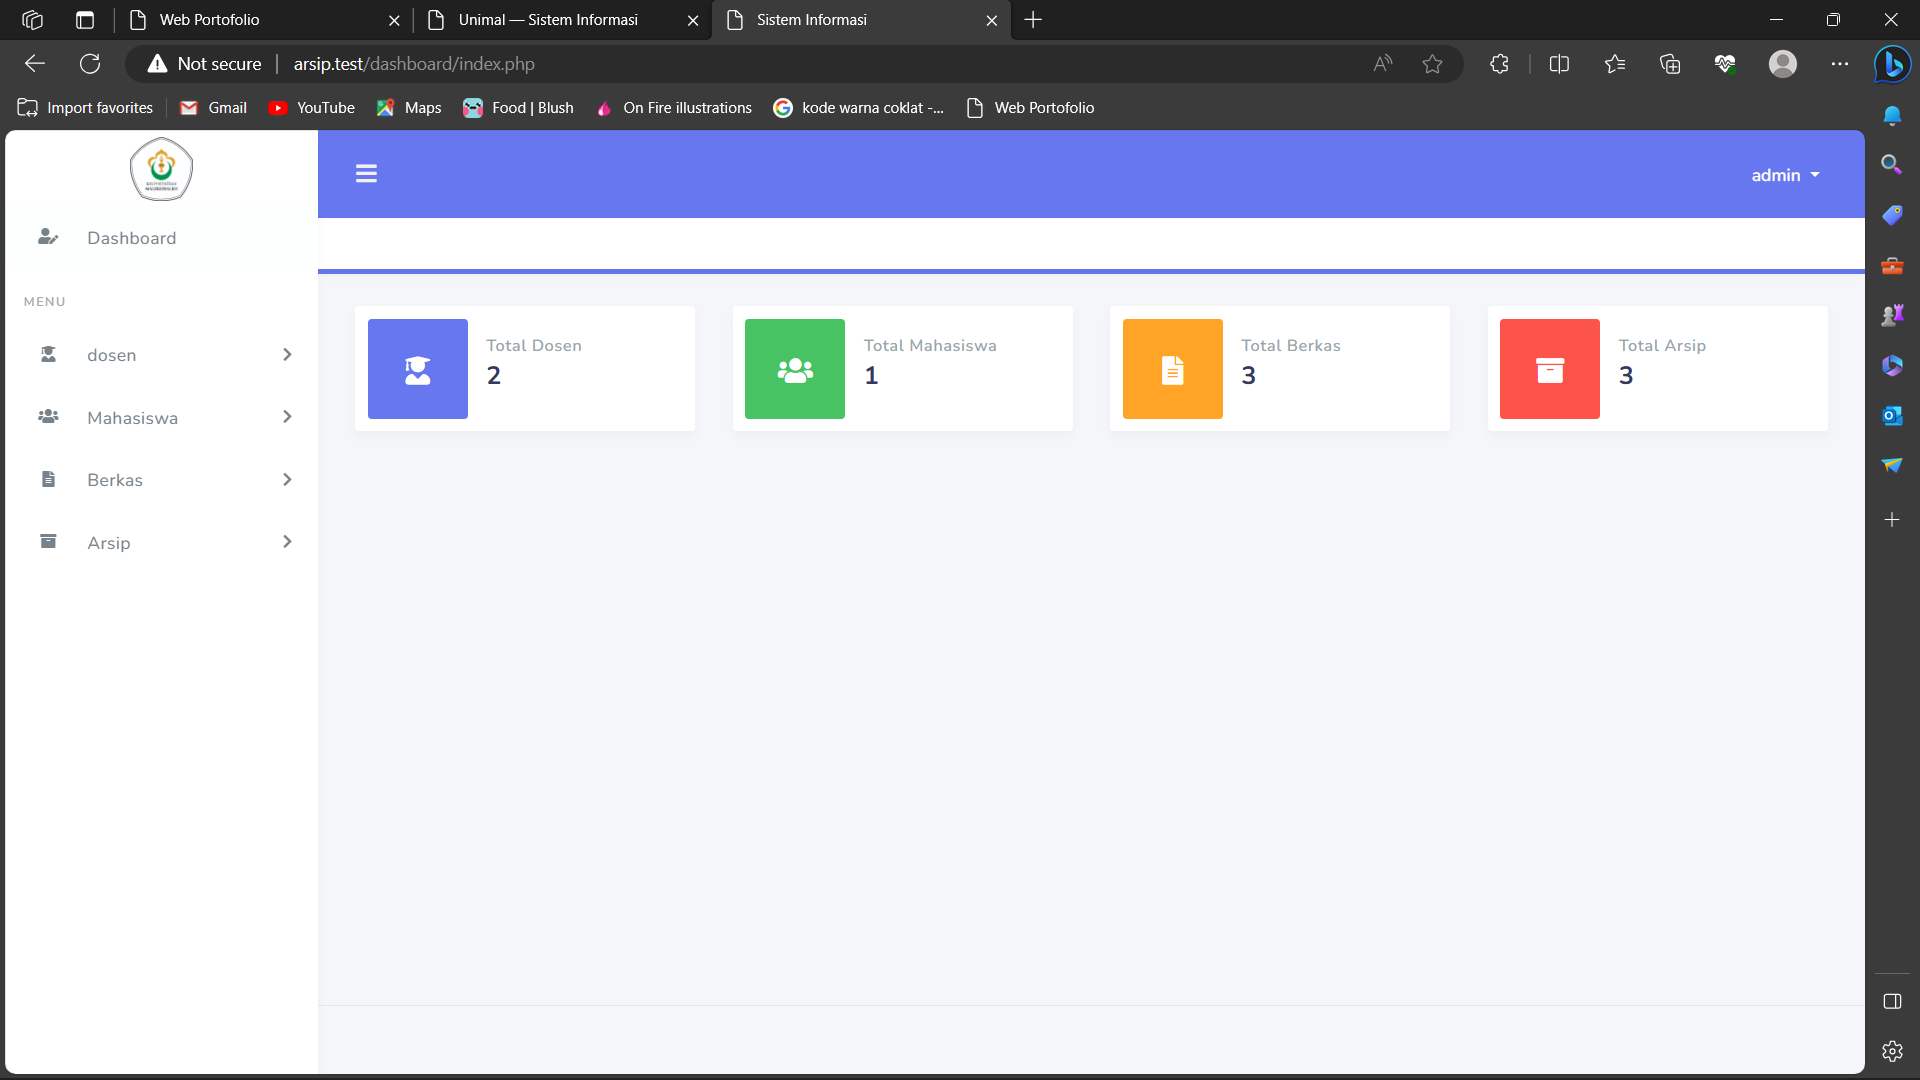 Web Portofolio
Unimal — Sistem Informasi
Sistem Informasi
Not secure
arsip.test/dashboard/index.php
Import favorites
Gmail
YouTube
Maps
Food | Blush
On Fire illustrations
kode warna coklat -...
Web Portofolio
admin
Dashboard
MENU
dosen
Mahasiswa
Berkas
Arsip
Total Dosen
2
Total Mahasiswa
1
Total Berkas
3
Total Arsip
3